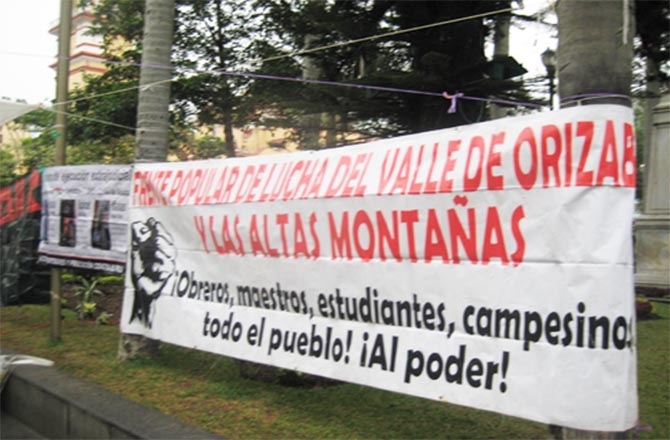 FRENTE POPULAR DE LUCHA DEL VALLE DE ORIZAB
Y LAS ALTAS MONTAÑAS
¡Obreros, maestros, estudiantes, campesinos
todo el pueblo! ¡Al poder!